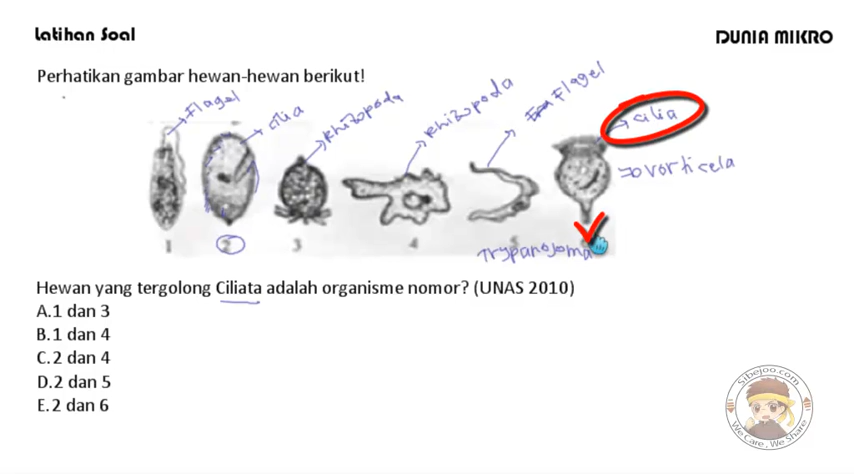 Latihan Soal
DUNIA MIKRO
Perhatikan gambar hewan-hewan berikut!
Flagel
cilia
Rhizopoda
Rhizopoda
Flagel
cilia
vorticela
1
2
3
4
5
Trypanosoma
Hewan yang tergolong Ciliata adalah organisme nomor? (UNAS 2010)
A.1 dan 3
B.1 dan 4
C.2 dan 4
D.2 dan 5
E.2 dan 6
Sibejoo.com
We Care, We Share